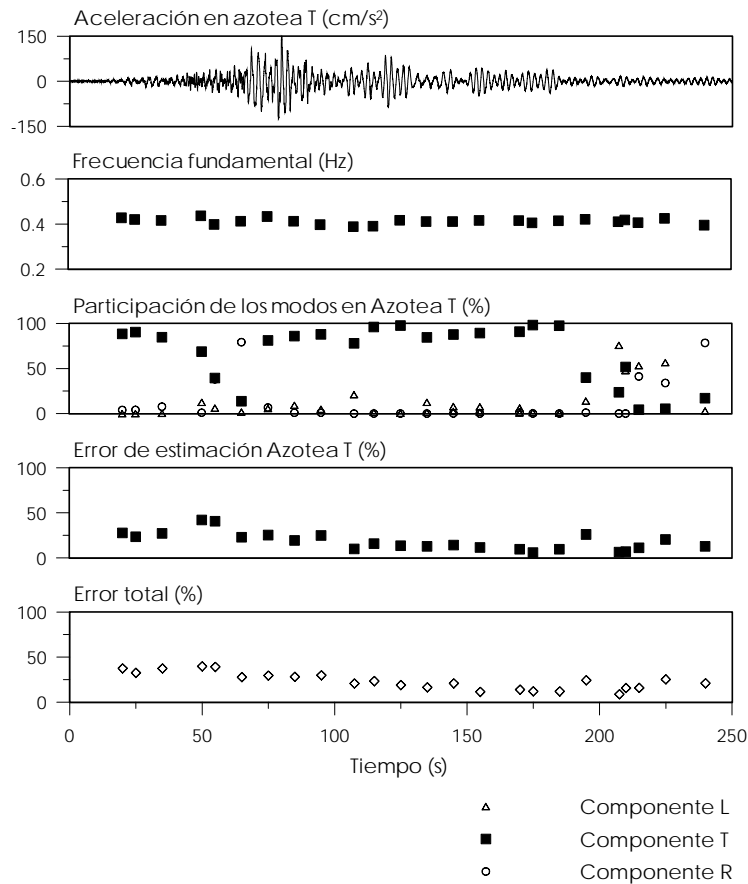 Aceleración en azotea T (cm/s²)
150
0
-150
Frecuencia fundamental (Hz)
0.6
0.4
0.2
Participación de los modos en Azotea T (%)
100
50
0
Error de estimación Azotea T (%)
100
50
0
Error total (%)
100
50
0
0 50 100 150 200 250
Tiempo (s)
Componente L
Componente T
Componente R